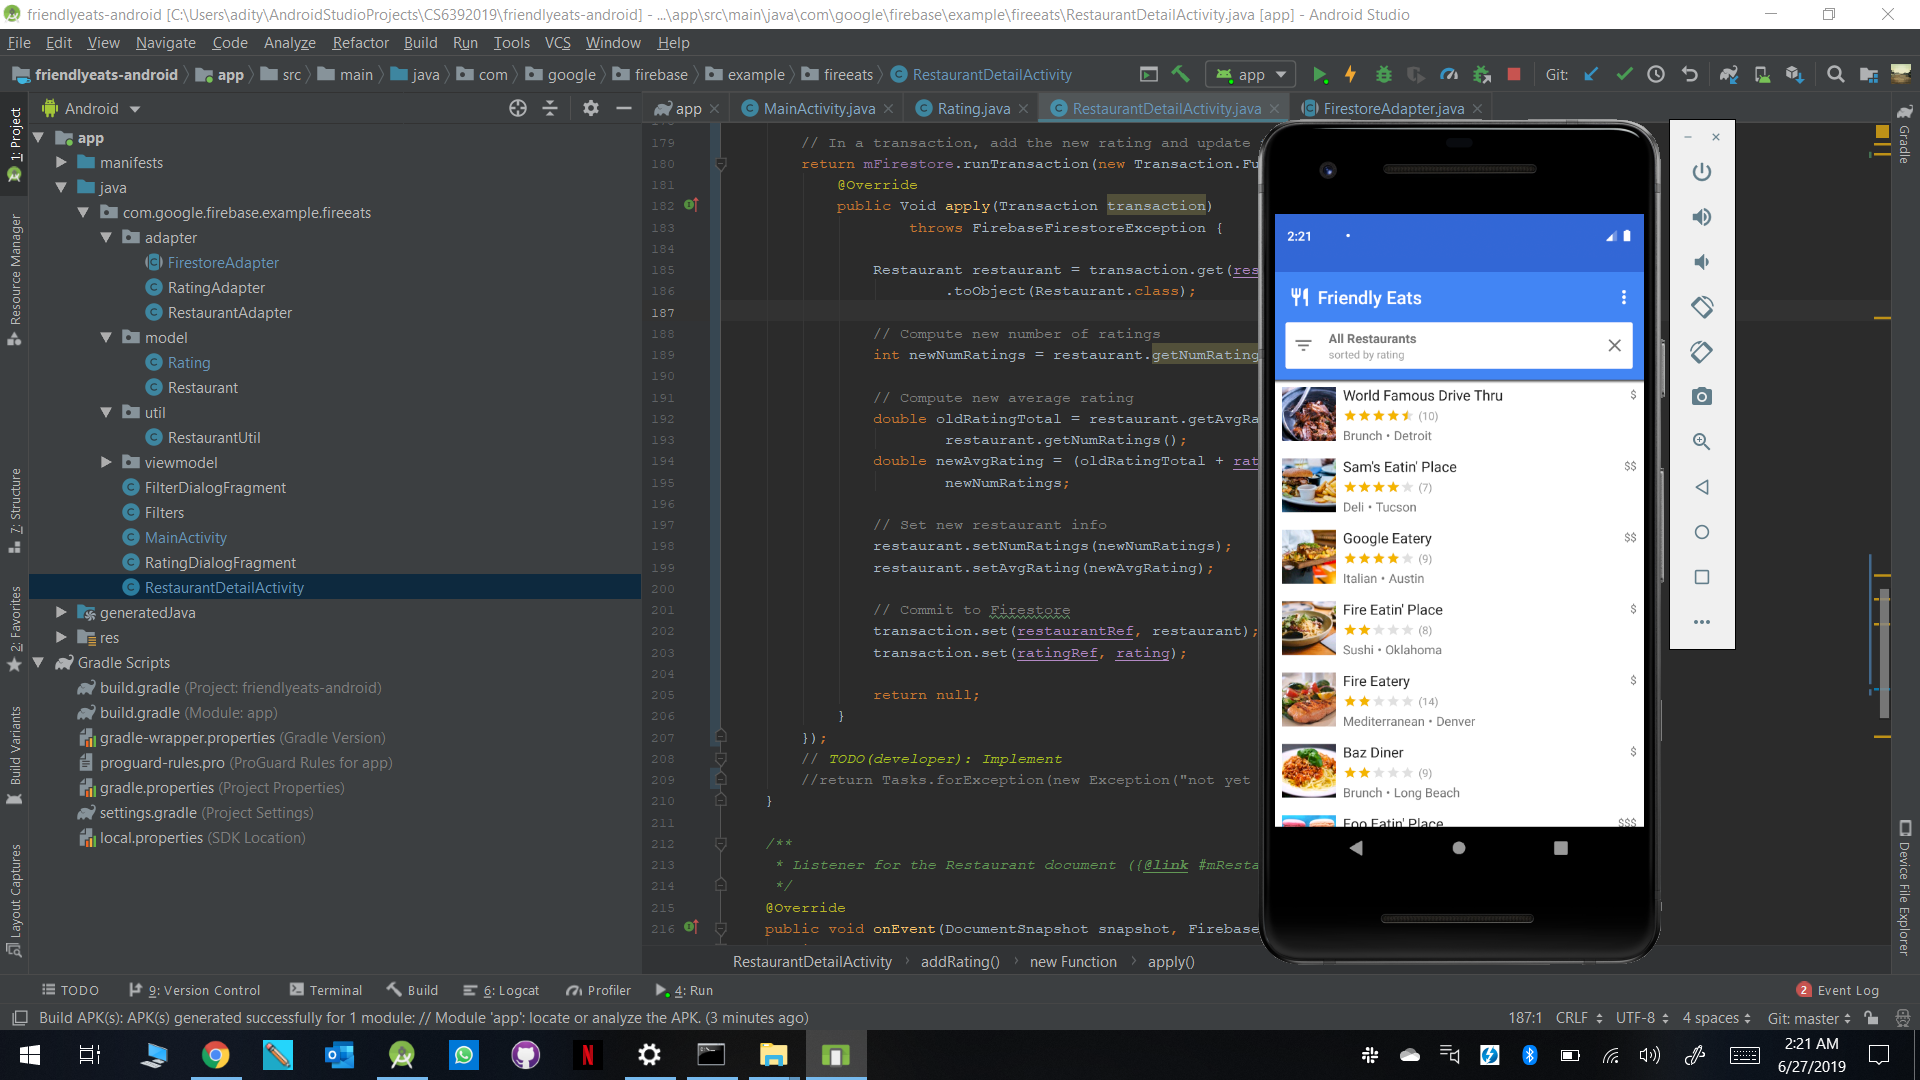 friendlyeats-android [C:\Users\adity\AndroidStudioProjects\CS6392019\friendlyeats-android] - ...\app\src\main\java\com\google\firebase\example\fireeats\RestaurantDetailActivity.java [app] - Android Studio
File Edit View Navigate Code Analyze Refactor Build Run Tools VCS Window Help
friendlyeats-android app src main java com google firebase example fireeats RestaurantDetailActivity app Git:
Android
app MainActivity.java Rating.java RestaurantDetailActivity.java FirestoreAdapter.java
1: Project
Resource Manager
7: Structure
2: Favorites
Build Variants
Layout Captures
app
manifests
java
com.google.firebase.example.fireeats
adapter
FirestoreAdapter
RatingAdapter
RestaurantAdapter
model
Rating
Restaurant
util
RestaurantUtil
viewmodel
FilterDialogFragment
Filters
MainActivity
RatingDialogFragment
RestaurantDetailActivity
generatedJava
res
Gradle Scripts
build.gradle (Project: friendlyeats-android)
build.gradle (Module: app)
gradle-wrapper.properties (Gradle Version)
proguard-rules.pro (ProGuard Rules for app)
gradle.properties (Project Properties)
settings.gradle (Project Settings)
local.properties (SDK Location)
179 // In a transaction, add the new rating and update
180 return mFirestore.runTransaction(new Transaction.Fu
181 @Override
182 public Void apply(Transaction transaction)
183 throws FirebaseFirestoreException {
184
185 Restaurant restaurant = transaction.get(res
186 .toObject(Restaurant.class);
187
188 // Compute new number of ratings
189 int newNumRatings = restaurant.getNumRating
190
191 // Compute new average rating
192 double oldRatingTotal = restaurant.getAvgRa
193 restaurant.getNumRatings();
194 double newAvgRating = (oldRatingTotal + rat
195 newNumRatings;
196
197 // Set new restaurant info
198 restaurant.setNumRatings(newNumRatings);
199 restaurant.setAvgRating(newAvgRating);
200
201 // Commit to Firestore
202 transaction.set(restaurantRef, restaurant);
203 transaction.set(ratingRef, rating);
204
205 return null;
206 }
207 });
208 // TODO(developer): Implement
209 //return Tasks.forException(new Exception("not yet
210 }
211
212 /**
213 * Listener for the Restaurant document ({@link #mResta
214 */
215 @Override
216 public void onEvent(DocumentSnapshot snapshot, Fireba­se
RestaurantDetailActivity addRating() new Function apply()
2:21
Friendly Eats
All Restaurants
sorted by rating
World Famous Drive Thru $
(10)
Brunch • Detroit
Sam's Eatin' Place $$
(7)
Deli • Tucson
Google Eatery $$
(9)
Italian • Austin
Fire Eatin' Place $
(8)
Sushi • Oklahoma
Fire Eatery $
(14)
Mediterranean • Denver
Baz Diner $
(9)
Brunch • Long Beach
Foo Eatin' Place $$$
Gradle
Device File Explorer
TODO 9: Version Control Terminal Build 6: Logcat Profiler 4: Run 2 Event Log
Build APK(s): APK(s) generated successfully for 1 module: // Module 'app': locate or analyze the APK. (3 minutes ago) 187:1 CRLF UTF-8 4 spaces Git: master
2:21 AM
6/27/2019